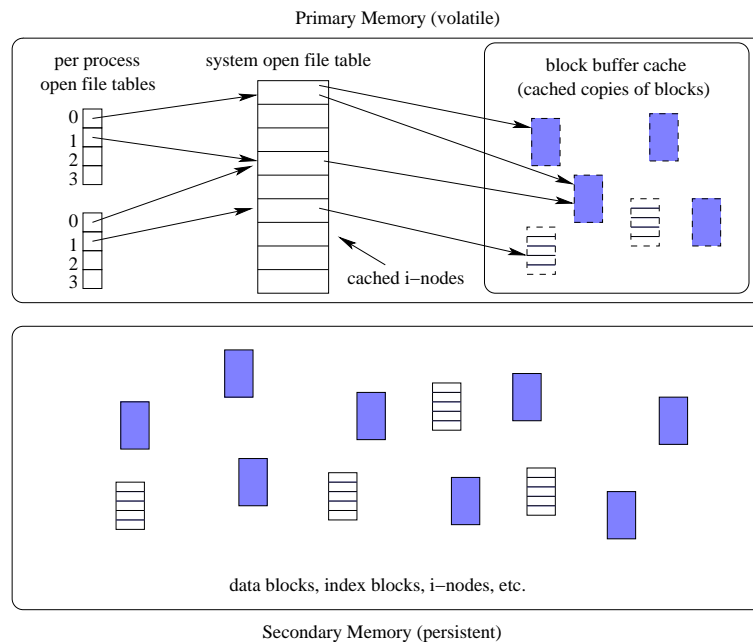 Primary Memory (volatile)
per process
open file tables
system open file table
block buffer cache
(cached copies of blocks)
0
1
2
3
0
1
2
3
cached i−nodes
data blocks, index blocks, i−nodes, etc.
Secondary Memory (persistent)